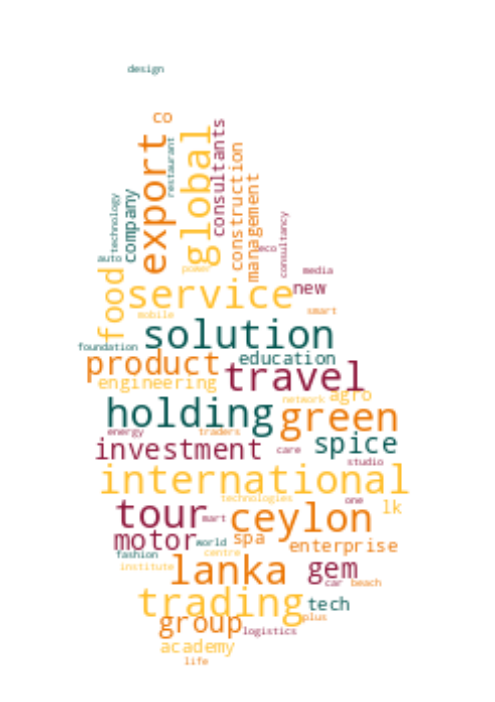 design
co
export
restaurant
global
consultants
construction
management
technology
company
auto
eco
consultancy
power
media
food
service
new
mobile
smart
solution
foundation
education
product
travel
engineering
network
agro
holding
green
energy
traders
spice
investment
care
studio
international
technologies
one
lk
tour
mart
ceylon
motor
world
spa
enterprise
fashion
centre
institute
lanka
gem
car
beach
trading
tech
plus
group
logistics
academy
life